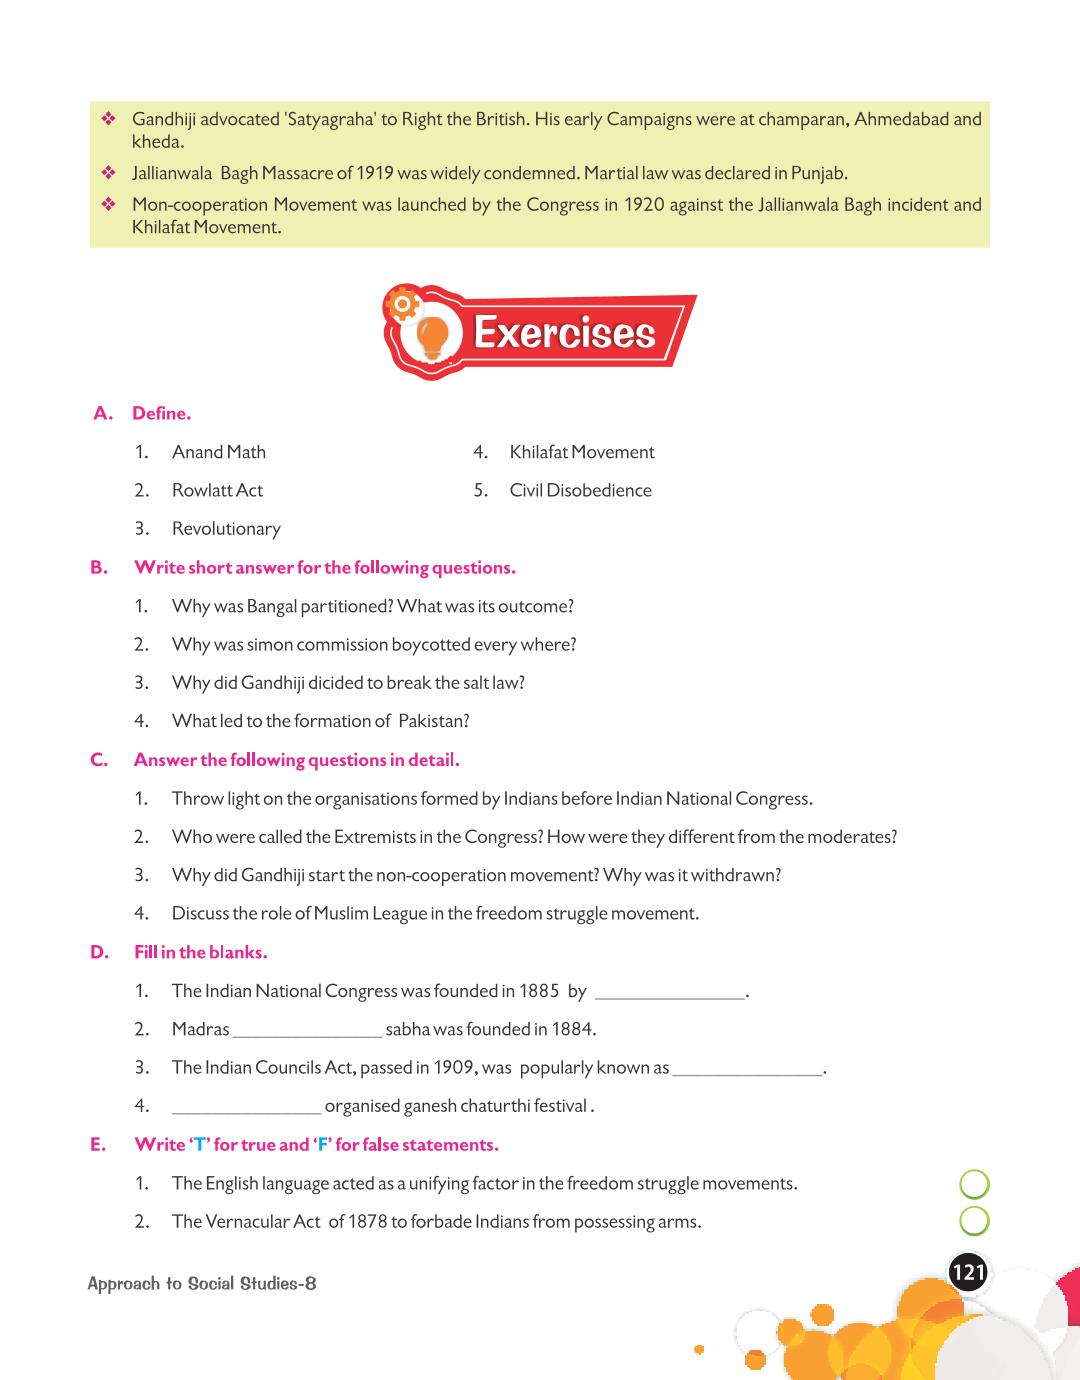 ❖ Gandhiji advocated 'Satyagraha' to Right the British. His early Campaigns were at champaran, Ahmedabad and
kheda.
❖ Jallianwala Bagh Massacre of 1919 was widely condemned. Martial law was declared in Punjab.
❖ Mon-cooperation Movement was launched by the Congress in 1920 against the Jallianwala Bagh incident and
Khilafat Movement.
Exercises
A. Define.
1. Anand Math 4. Khilafat Movement
2. Rowlatt Act 5. Civil Disobedience
3. Revolutionary
B. Write short answer for the following questions.
1. Why was Bangal partitioned? What was its outcome?
2. Why was simon commission boycotted every where?
3. Why did Gandhiji dicided to break the salt law?
4. What led to the formation of Pakistan?
C. Answer the following questions in detail.
1. Throw light on the organisations formed by Indians before Indian National Congress.
2. Who were called the Extremists in the Congress? How were they different from the moderates?
3. Why did Gandhiji start the non-cooperation movement? Why was it withdrawn?
4. Discuss the role of Muslim League in the freedom struggle movement.
D. Fill in the blanks.
1. The Indian National Congress was founded in 1885 by _______________.
2. Madras _______________ sabha was founded in 1884.
3. The Indian Councils Act, passed in 1909, was popularly known as _______________.
4. _______________ organised ganesh chaturthi festival .
E. Write ‘T’ for true and ‘F’ for false statements.
1. The English language acted as a unifying factor in the freedom struggle movements.
2. The Vernacular Act of 1878 to forbade Indians from possessing arms.
Approach to Social Studies-8
121